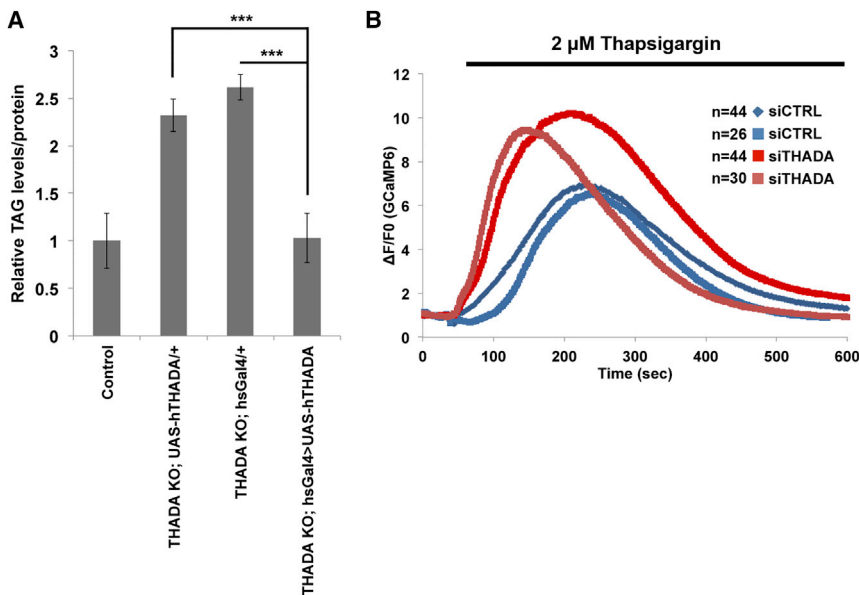 A
Relative TAG levels/protein
3
2.5
2
1.5
1
0.5
0
***
***
Control
THADA KO; UAS-hTHADA/+
THADA KO; hsGal4/+
THADA KO; hsGal4>UAS-hTHADA
B
2 µM Thapsigargin
ΔF/F0 (GCaMP6)
12
10
8
6
4
2
0
n=44 siCTRL
n=26 siCTRL
n=44 siTHADA
n=30 siTHADA
0 100 200 300 400 500 600
Time (sec)